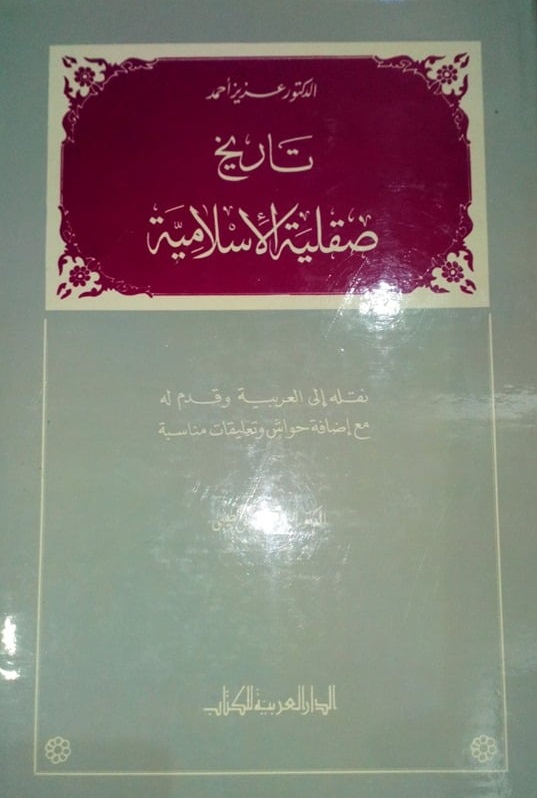 الدكتور عزيز أحمد
تاريخ
صقلية الإسلامية
نقله إلى العربية وقدم له
مع إضافة حواش وتعليقات مناسبة
الدار العربية للكتاب